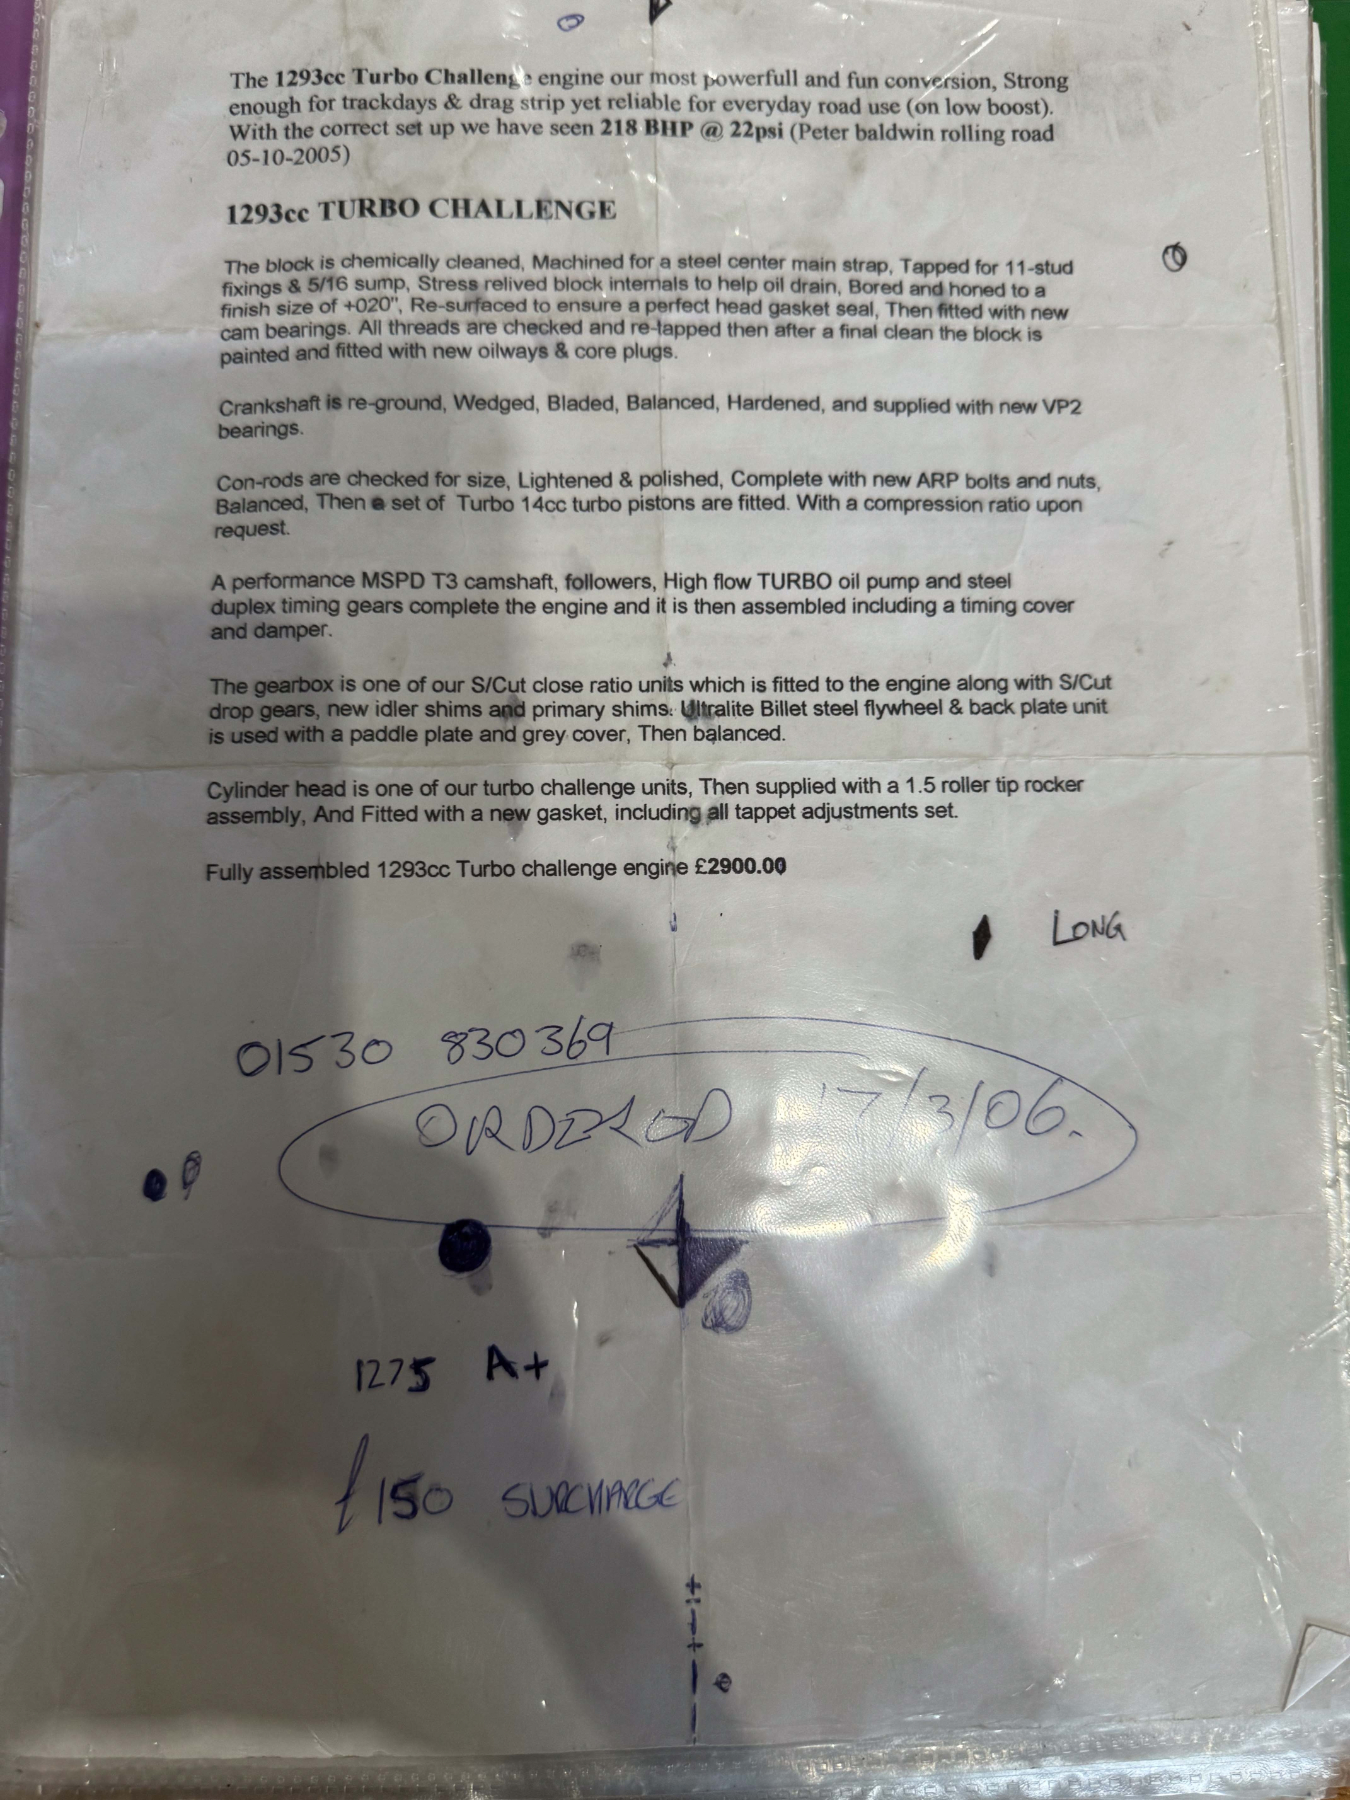 The 1293cc Turbo Challenge engine our most powerfull and fun conversion, Strong
enough for trackdays & drag strip yet reliable for everyday road use (on low boost).
With the correct set up we have seen 218 BHP @ 22psi (Peter baldwin rolling road
05-10-2005)
1293cc TURBO CHALLENGE
The block is chemically cleaned, Machined for a steel center main strap, Tapped for 11-stud
fixings & 5/16 sump, Stress relived block internals to help oil drain, Bored and honed to a
finish size of +020", Re-surfaced to ensure a perfect head gasket seal, Then fitted with new
cam bearings. All threads are checked and re-tapped then after a final clean the block is
painted and fitted with new oilways & core plugs.
Crankshaft is re-ground, Wedged, Bladed, Balanced, Hardened, and supplied with new VP2
bearings.
Con-rods are checked for size, Lightened & polished, Complete with new ARP bolts and nuts,
Balanced, Then a set of Turbo 14cc turbo pistons are fitted. With a compression ratio upon
request.
A performance MSPD T3 camshaft, followers, High flow TURBO oil pump and steel
duplex timing gears complete the engine and it is then assembled including a timing cover
and damper.
The gearbox is one of our S/Cut close ratio units which is fitted to the engine along with S/Cut
drop gears, new idler shims and primary shims. Ultralite Billet steel flywheel & back plate unit
is used with a paddle plate and grey cover, Then balanced.
Cylinder head is one of our turbo challenge units, Then supplied with a 1.5 roller tip rocker
assembly, And Fitted with a new gasket, including all tappet adjustments set.
Fully assembled 1293cc Turbo challenge engine £2900.00
LONG
01530 830369
ORDERED 17/3/06.
1275 A+
£150 SURCHARGE